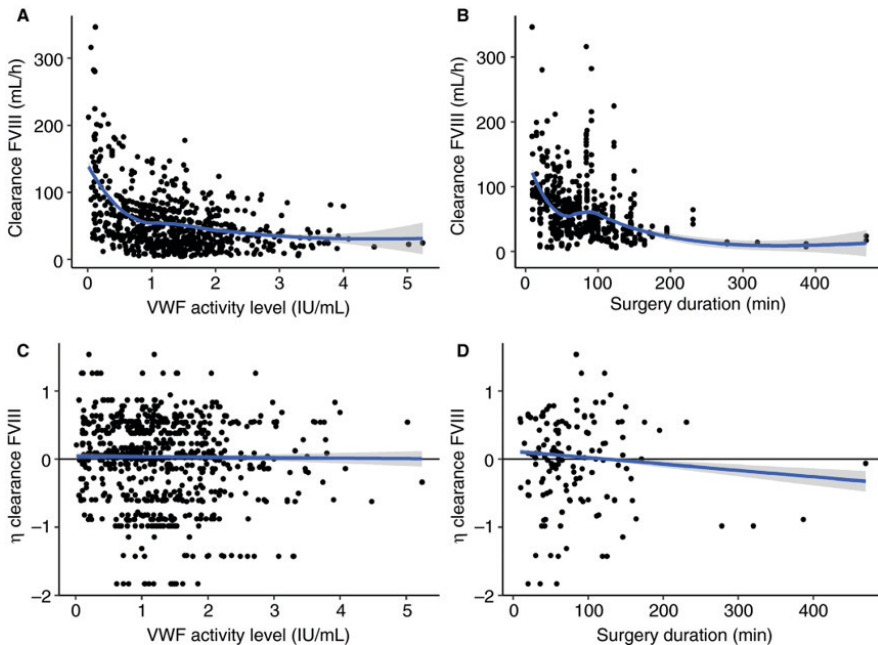 A
Clearance FVIII (mL/h)
300
200
100
0
0 1 2 3 4 5
VWF activity level (IU/mL)
B
Clearance FVIII (mL/h)
300
200
100
0
0 100 200 300 400
Surgery duration (min)
C
η clearance FVIII
1
0
−1
−2
0 1 2 3 4 5
VWF activity level (IU/mL)
D
η clearance FVIII
1
0
−1
−2
0 100 200 300 400
Surgery duration (min)